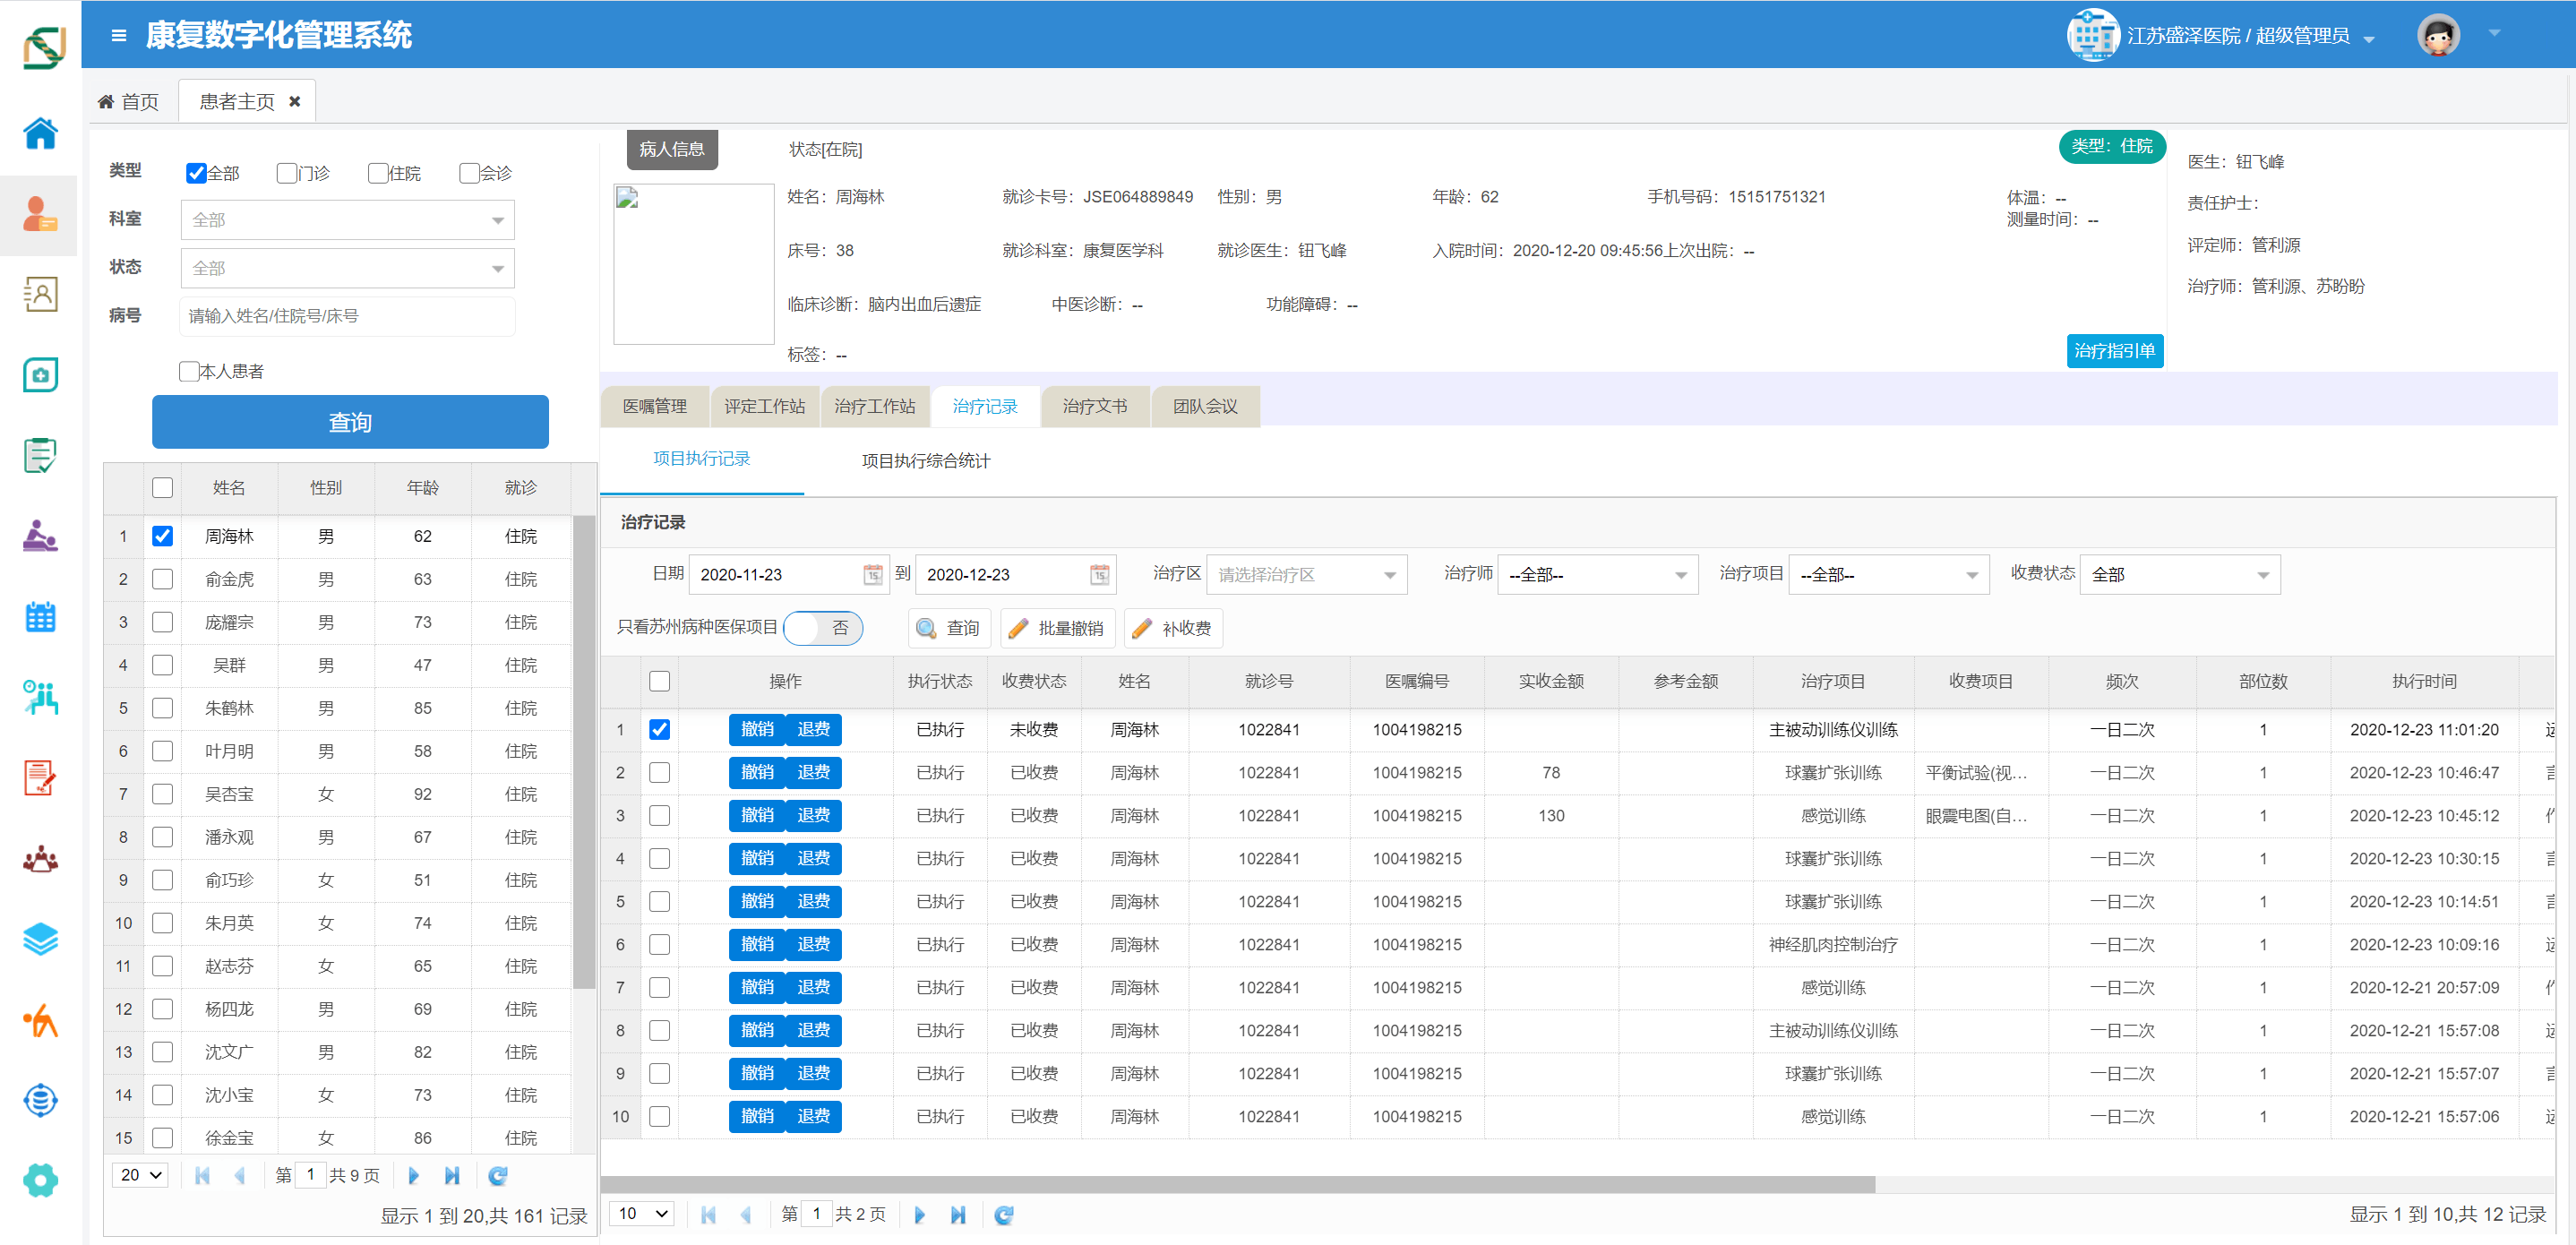 康复数字化管理系统
江苏盛泽医院 / 超级管理员
首页
患者主页
类型 全部 门诊 住院 会诊
科室 全部
状态 全部
病号 请输入姓名/住院号/床号
本人患者
查询
姓名 性别 年龄 就诊
1 周海林 男 62 住院
2 俞金虎 男 63 住院
3 庞耀宗 男 73 住院
4 吴群 男 47 住院
5 朱鹤林 男 85 住院
6 叶月明 男 58 住院
7 吴杏宝 女 92 住院
8 潘永观 男 67 住院
9 俞巧珍 女 51 住院
10 朱月英 女 74 住院
11 赵志芬 女 65 住院
12 杨四龙 男 69 住院
13 沈文广 男 82 住院
14 沈小宝 女 73 住院
15 徐金宝 女 86 住院
20 第 1 共 9 页
显示 1 到 20,共 161 记录
病人信息 状态[在院] 类型：住院
姓名：周海林 就诊卡号：JSE064889849 性别：男 年龄：62 手机号码：15151751321 体温：--
测量时间：--
床号：38 就诊科室：康复医学科 就诊医生：钮飞峰 入院时间：2020-12-20 09:45:56 上次出院：--
临床诊断：脑内出血后遗症 中医诊断：-- 功能障碍：--
标签：--
治疗指引单
医生：钮飞峰
责任护士：
评定师：管利源
治疗师：管利源、苏盼盼
医嘱管理 评定工作站 治疗工作站 治疗记录 治疗文书 团队会议
项目执行记录 项目执行综合统计
治疗记录
日期 2020-11-23 到 2020-12-23 治疗区 请选择治疗区 治疗师 --全部-- 治疗项目 --全部-- 收费状态 全部
只看苏州病种医保项目 否 查询 批量撤销 补收费
操作 执行状态 收费状态 姓名 就诊号 医嘱编号 实收金额 参考金额 治疗项目 收费项目 频次 部位数 执行时间
1 撤销 退费 已执行 未收费 周海林 1022841 1004198215 主被动训练仪训练 一日二次 1 2020-12-23 11:01:20
2 撤销 退费 已执行 已收费 周海林 1022841 1004198215 78 球囊扩张训练 平衡试验(视... 一日二次 1 2020-12-23 10:46:47
3 撤销 退费 已执行 已收费 周海林 1022841 1004198215 130 感觉训练 眼震电图(自... 一日二次 1 2020-12-23 10:45:12
4 撤销 退费 已执行 已收费 周海林 1022841 1004198215 球囊扩张训练 一日二次 1 2020-12-23 10:30:15
5 撤销 退费 已执行 已收费 周海林 1022841 1004198215 球囊扩张训练 一日二次 1 2020-12-23 10:14:51
6 撤销 退费 已执行 已收费 周海林 1022841 1004198215 神经肌肉控制治疗 一日二次 1 2020-12-23 10:09:16
7 撤销 退费 已执行 已收费 周海林 1022841 1004198215 感觉训练 一日二次 1 2020-12-21 20:57:09
8 撤销 退费 已执行 已收费 周海林 1022841 1004198215 主被动训练仪训练 一日二次 1 2020-12-21 15:57:08
9 撤销 退费 已执行 已收费 周海林 1022841 1004198215 球囊扩张训练 一日二次 1 2020-12-21 15:57:07
10 撤销 退费 已执行 已收费 周海林 1022841 1004198215 感觉训练 一日二次 1 2020-12-21 15:57:06
10 第 1 共 2 页
显示 1 到 10,共 12 记录